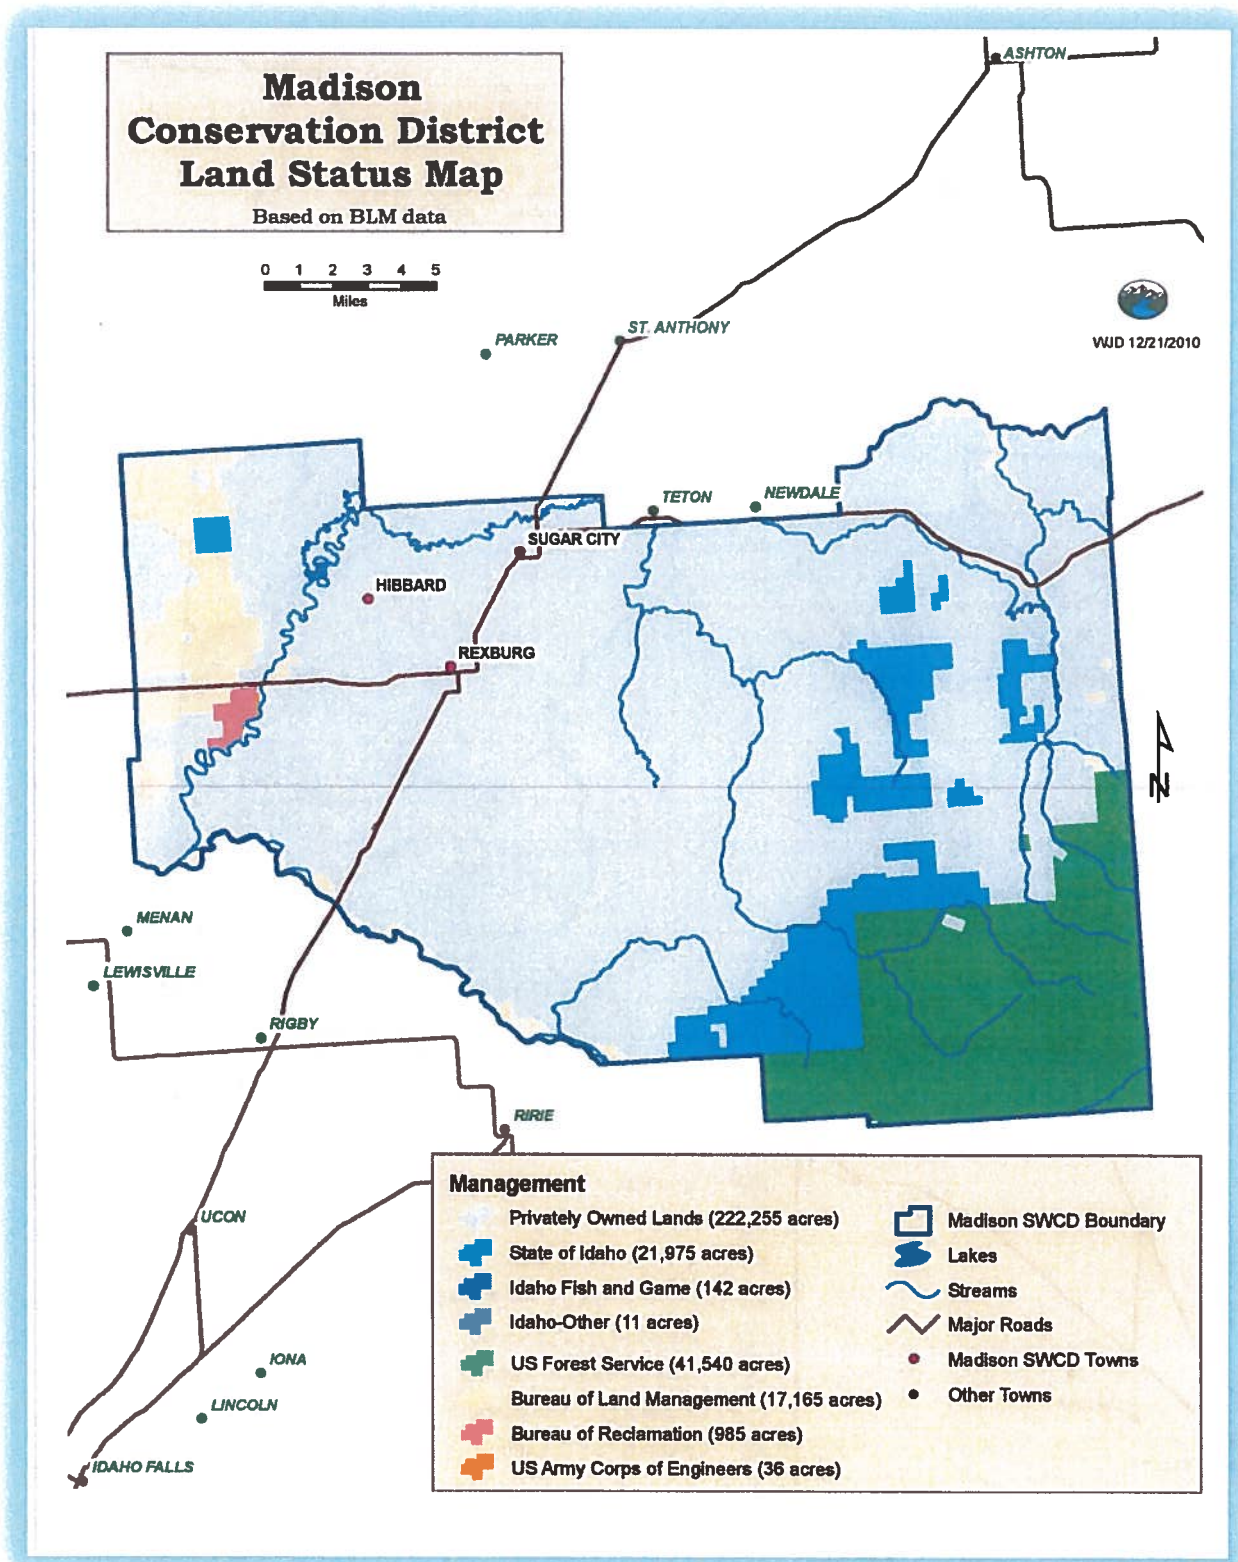 Madison
Conservation District
Land Status Map
Based on BLM data
0 1 2 3 4 5
Miles
ASHTON
WJD 12/21/2010
PARKER
ST. ANTHONY
TETON
NEWDALE
SUGAR CITY
HIBBARD
REXBURG
N
MENAN
LEWISVILLE
RIGBY
RIRIE
UCON
IONA
LINCOLN
IDAHO FALLS
Management
Privately Owned Lands (222,255 acres)
State of Idaho (21,975 acres)
Idaho Fish and Game (142 acres)
Idaho-Other (11 acres)
US Forest Service (41,540 acres)
Bureau of Land Management (17,165 acres)
Bureau of Reclamation (985 acres)
US Army Corps of Engineers (36 acres)
Madison SWCD Boundary
Lakes
Streams
Major Roads
Madison SWCD Towns
Other Towns